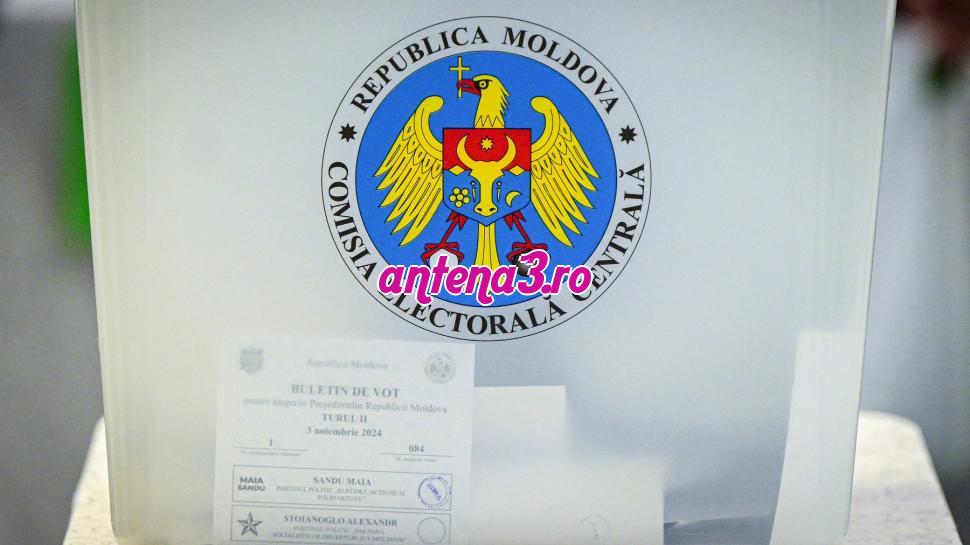 REPUBLICA MOLDOVA
COMISIA ELECTORALĂ CENTRALĂ
antena3.ro
Republica Moldova
BULETIN DE VOT
pentru alegerile Președintelui Republicii Moldova
TURUL II
3 noiembrie 2024
1
084
MAIA
SANDU
SANDU MAIA
PARTIDUL POLITIC „PARTIDUL ACȚIUNE ȘI
SOLIDARITATE”
STOIANOGLO ALEXANDR
PARTIDUL POLITIC „PARTIDUL
SOCIALIȘTILOR DIN REPUBLICA MOLDOVA”